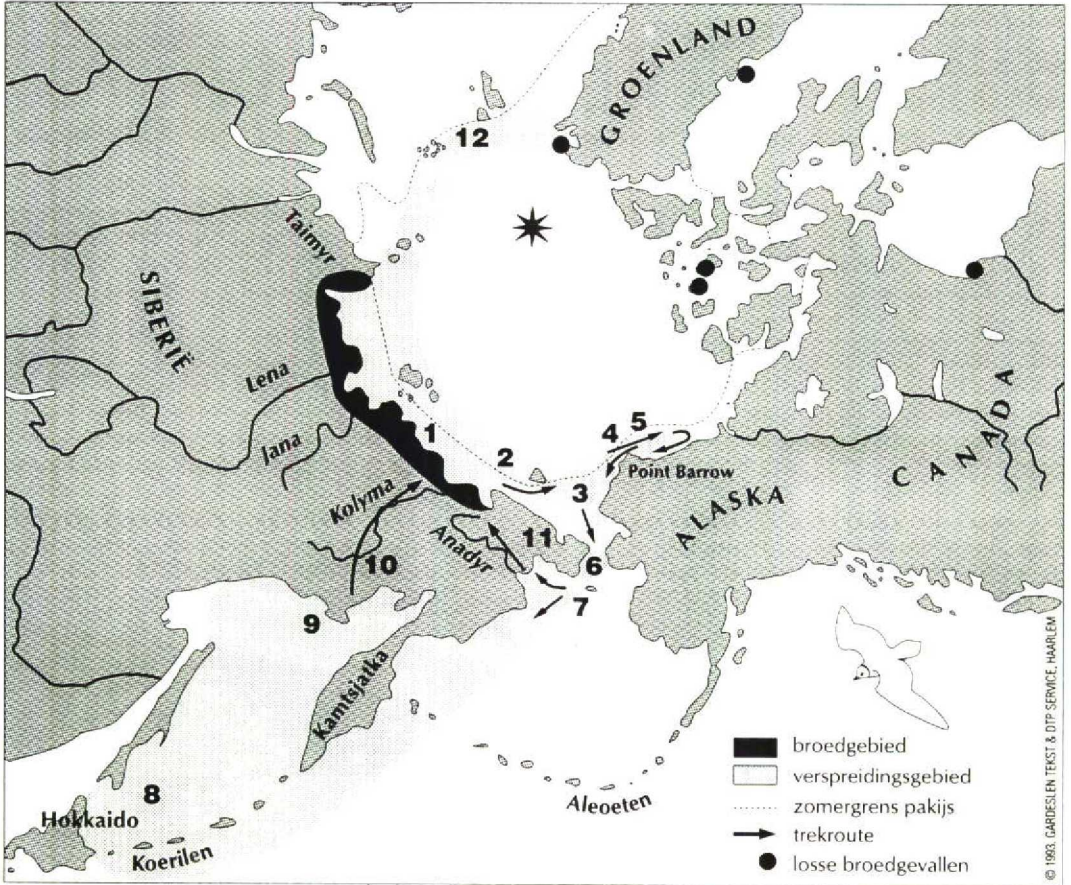 GROENLAND
12
Taimyr
SIBERIË
Lena
Jana
1
2
4
5
3
Point Barrow
CANADA
Kolyma
ALASKA
Anadyr
11
10
6
7
9
Kamtsjatka
8
Hokkaido
Koerilen
Aleoeten
broedgebied
verspreidingsgebied
zomergrens pakijs
trekroute
losse broedgevallen
© 1993, GARDESLEN TEKST & DTP SERVICE, HAARLEM